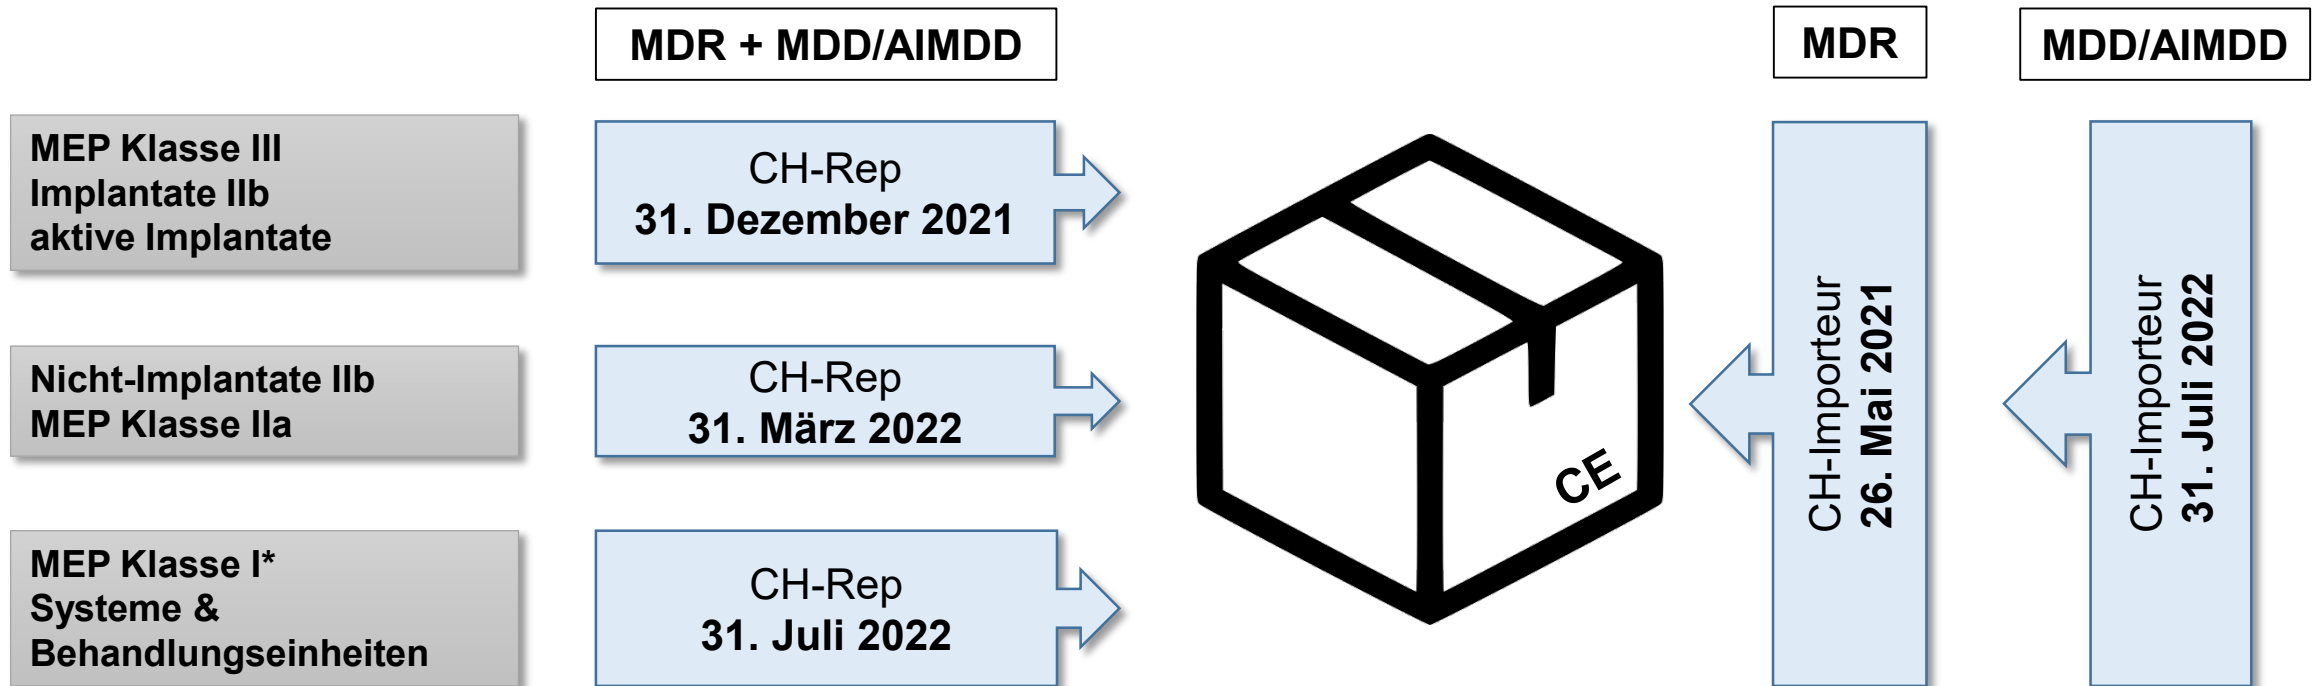 MDR + MDD/AIMDD
MDR
MDD/AIMDD
MEP Klasse III
Implantate IIb
aktive Implantate
CH-Rep
31. Dezember 2021
Nicht-Implantate IIb
MEP Klasse IIa
CH-Rep
31. März 2022
MEP Klasse I*
Systeme &
Behandlungseinheiten
CH-Rep
31. Juli 2022
CE
CH-Importeur
26. Mai 2021
CH-Importeur
31. Juli 2022